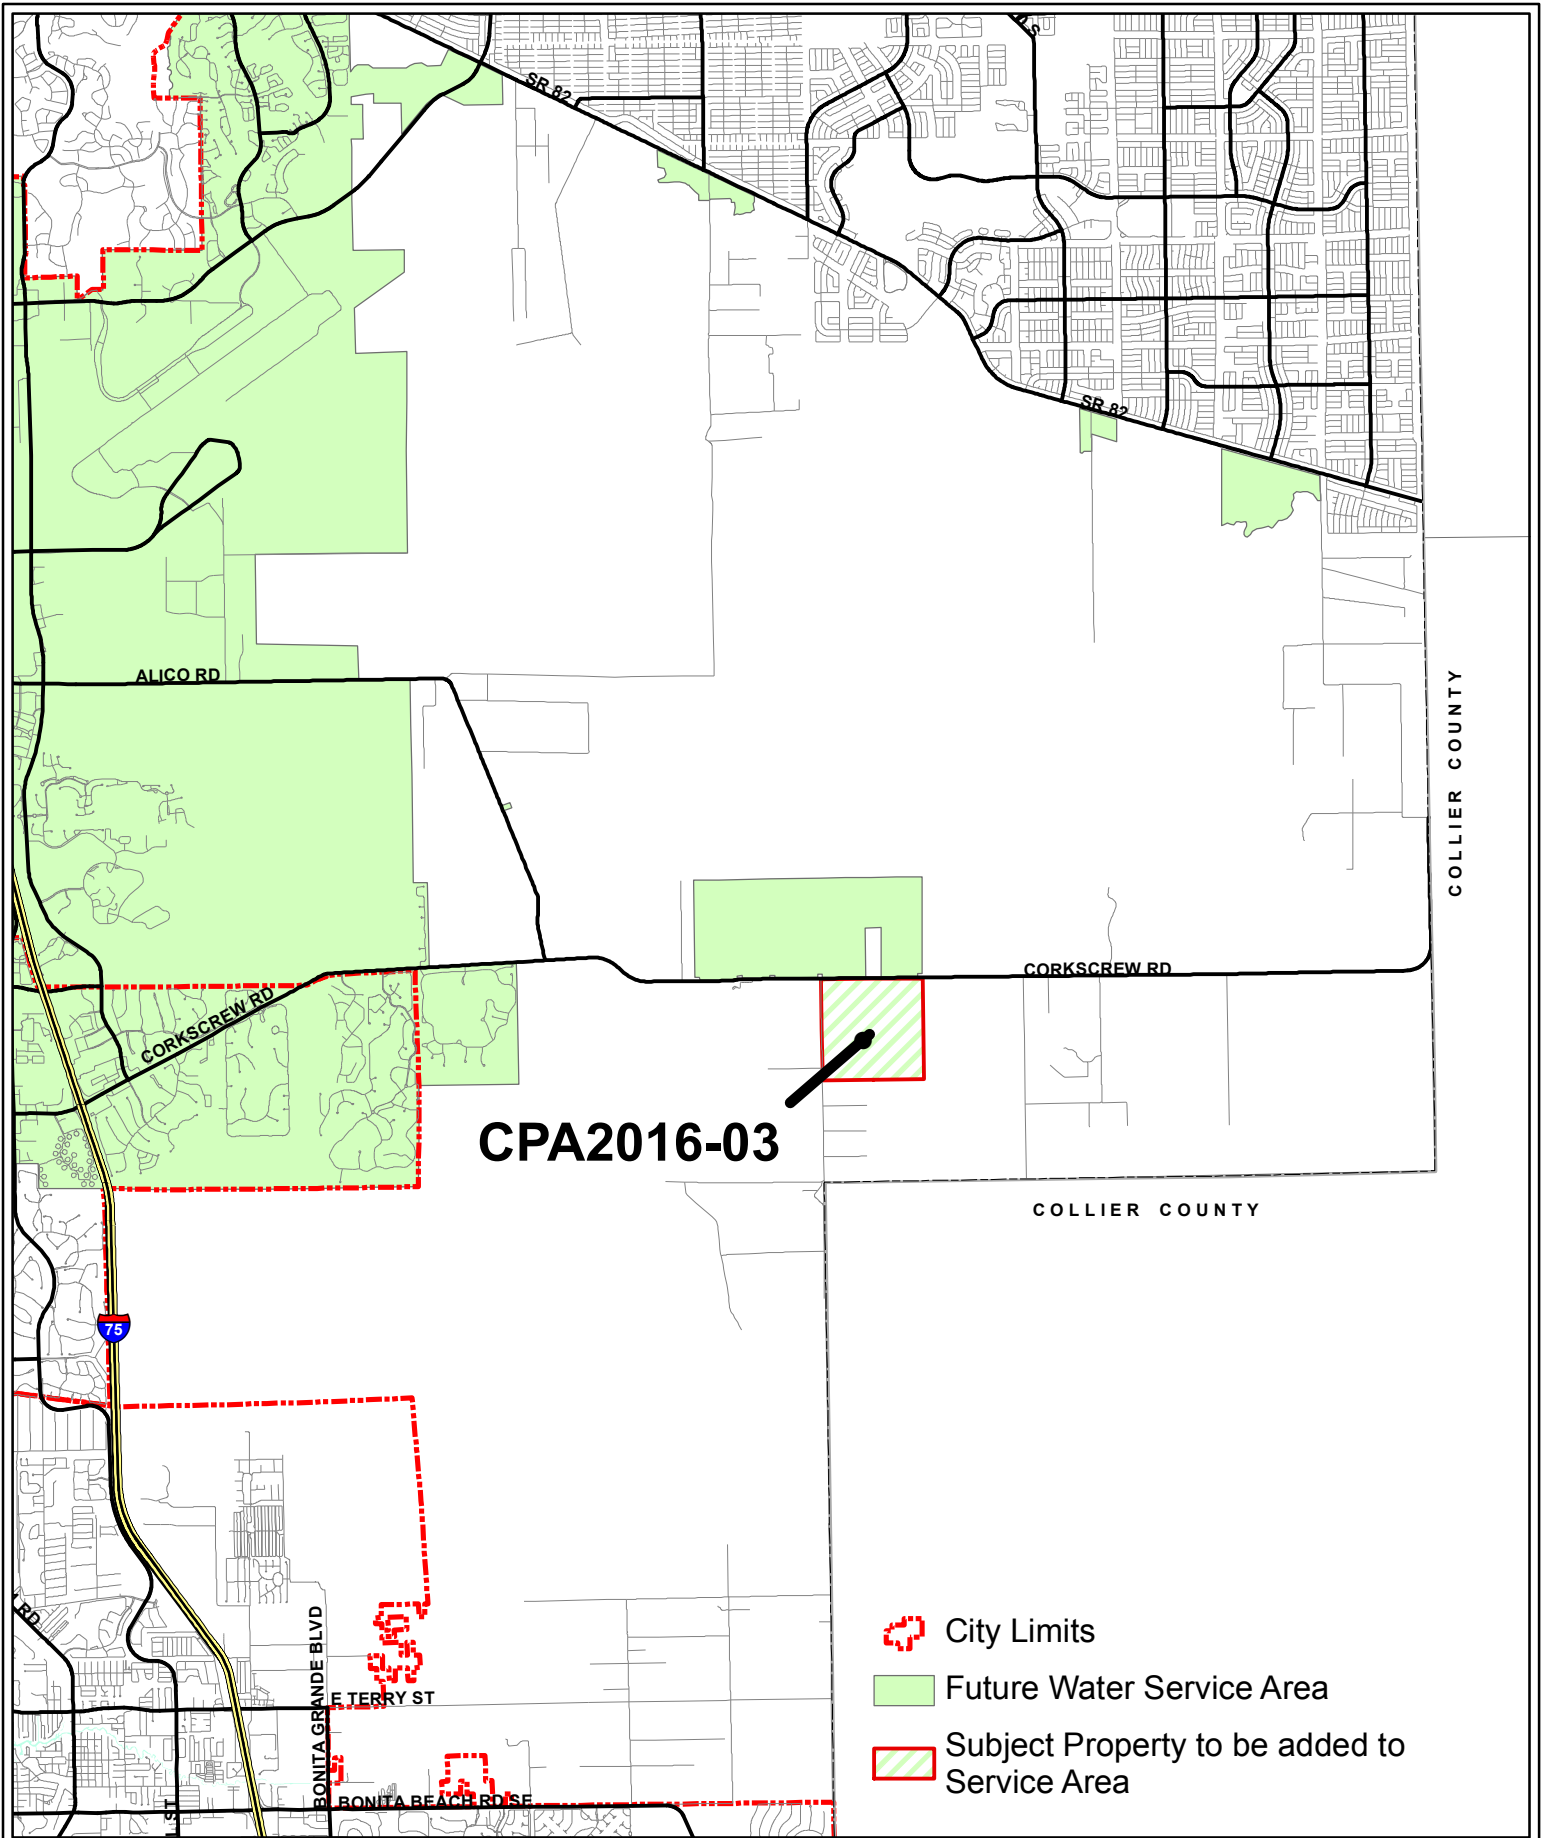 SR 82
SR 82
ALICO RD
COLLIER COUNTY
CORKSCREW RD
CORKSCREW RD
CPA2016-03
COLLIER COUNTY
75
RD
BONITA GRANDE BLVD
E TERRY ST
BONITA BEACH RD SE
ST
City Limits
Future Water Service Area
Subject Property to be added to
Service Area